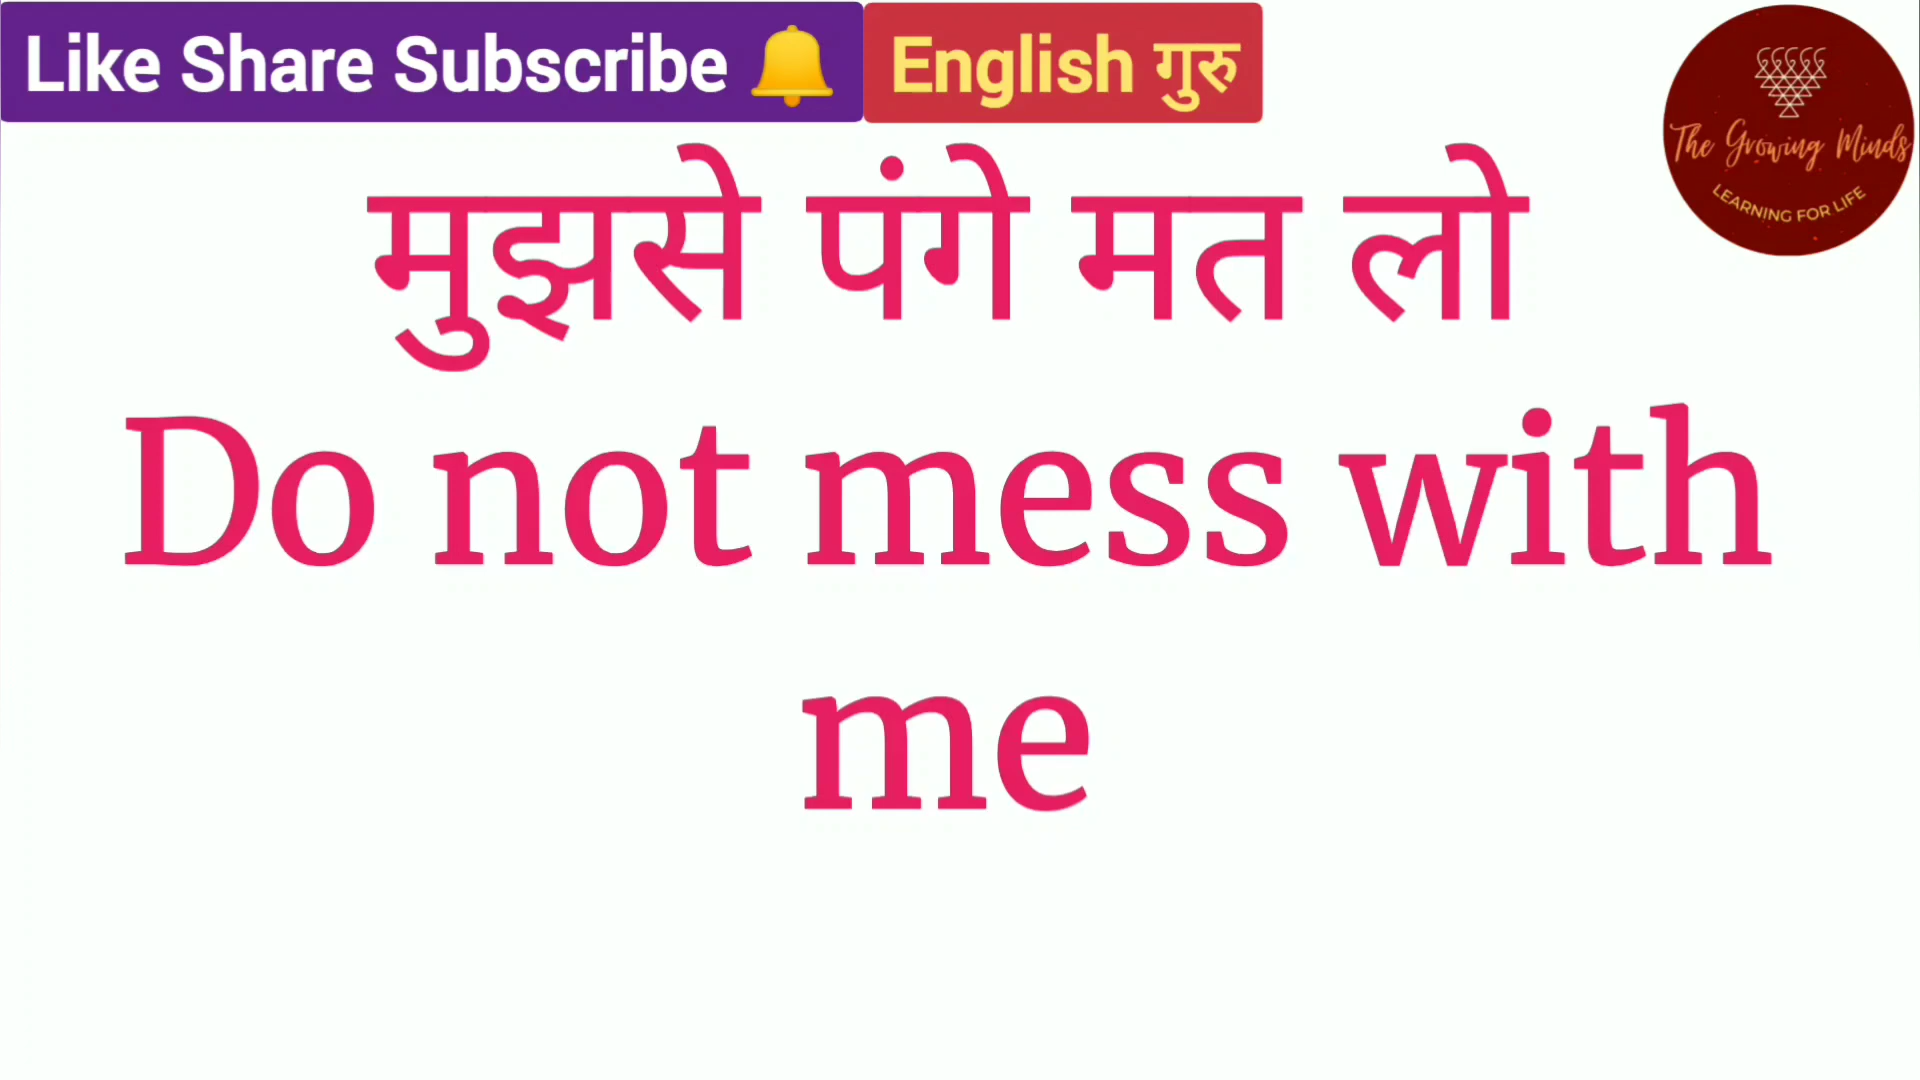 Like Share Subscribe 🔔 English गुरु
The Growing Minds
LEARNING FOR LIFE
मुझसे पंगे मत लो
Do not mess with
me